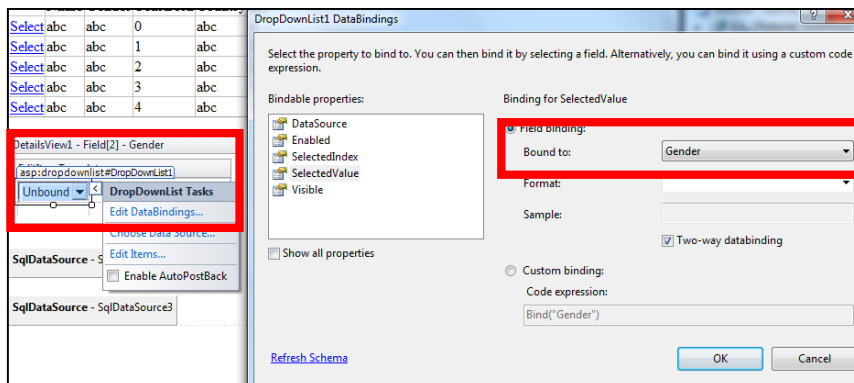 Select abc abc 0 abc
Select abc abc 1 abc
Select abc abc 2 abc
Select abc abc 3 abc
Select abc abc 4 abc
DetailsView1 - Field[2] - Gender
asp:dropdownlist#DropDownList1
Unbound
DropDownList Tasks
Edit DataBindings...
Choose Data Source...
Edit Items...
Enable AutoPostBack
SqlDataSource - S
SqlDataSource - SqlDataSource3
DropDownList1 DataBindings
Select the property to bind to. You can then bind it by selecting a field. Alternatively, you can bind it using a custom code
expression.
Bindable properties:
DataSource
Enabled
SelectedIndex
SelectedValue
Visible
Show all properties
Binding for SelectedValue
Field binding:
Bound to: Gender
Format:
Sample:
Two-way databinding
Custom binding:
Code expression:
Bind("Gender")
Refresh Schema
OK Cancel